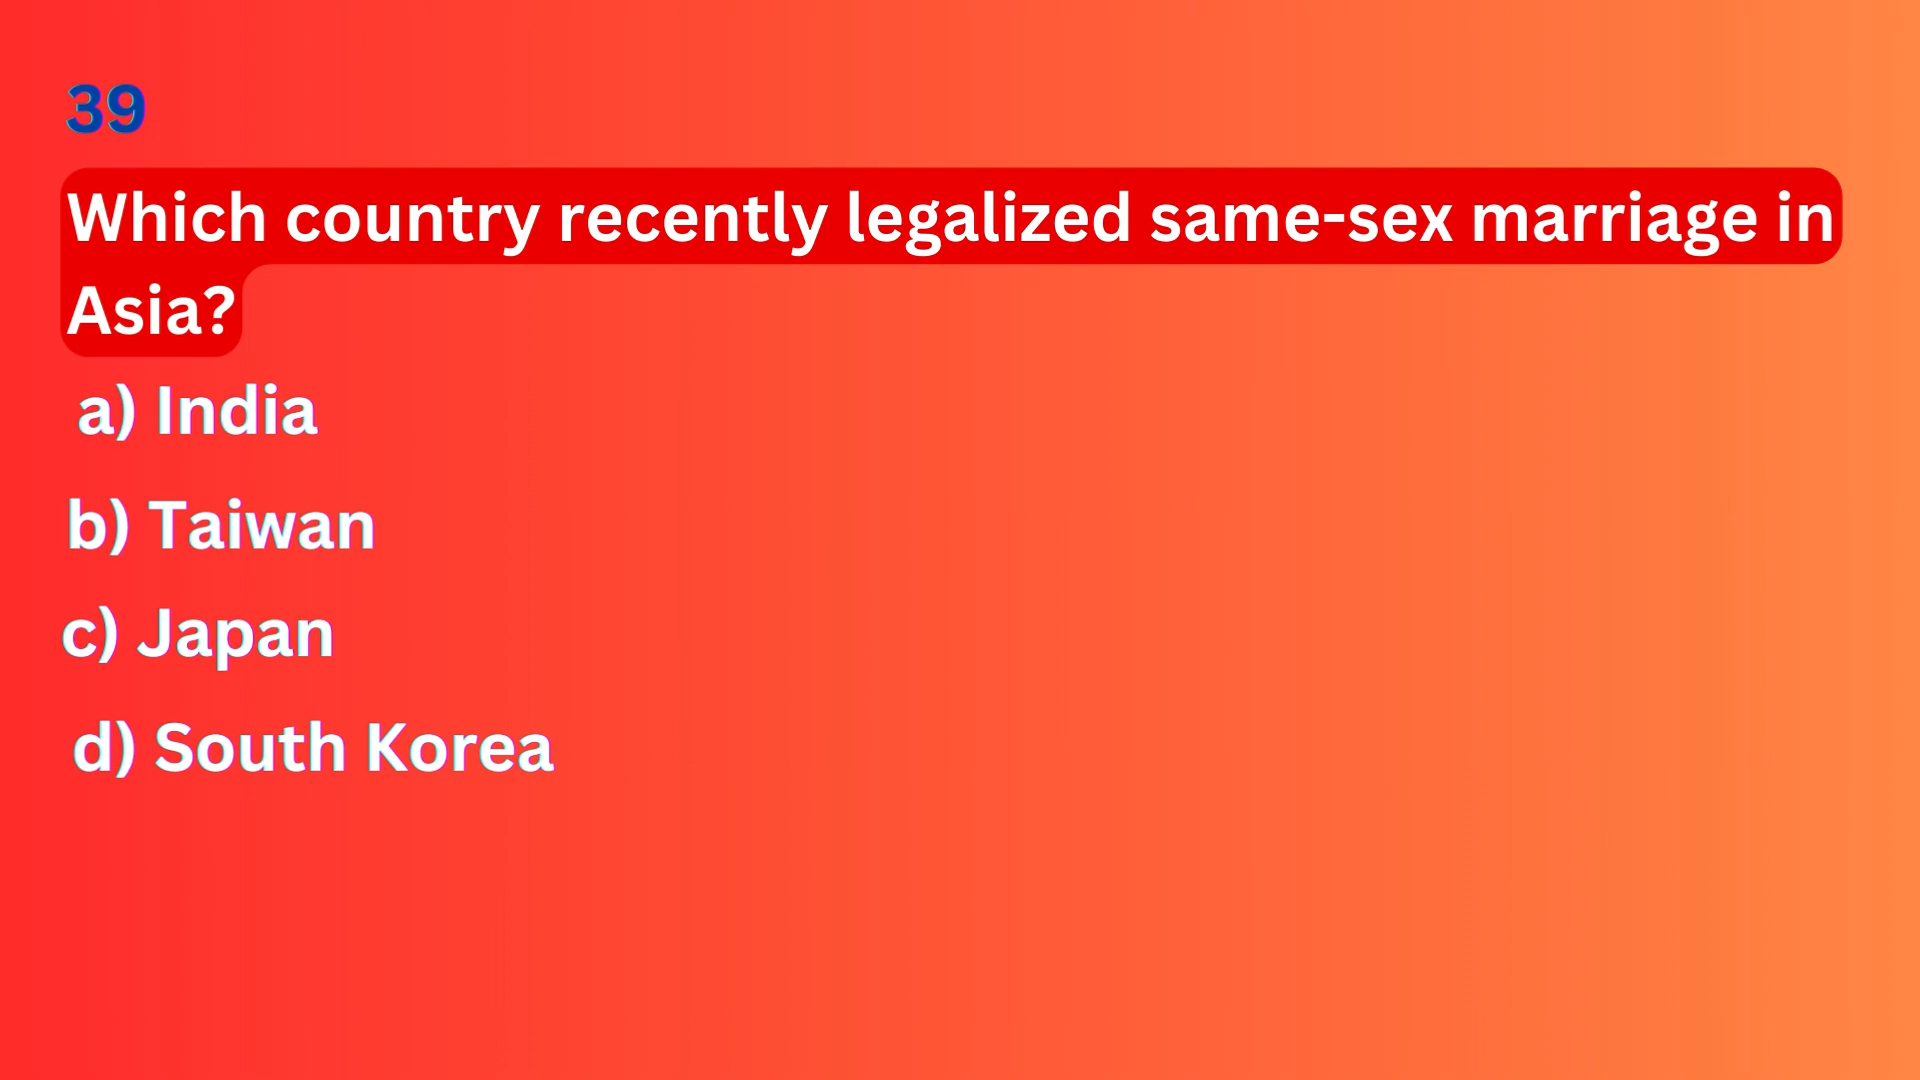 39
Which country recently legalized same-sex marriage in
Asia?
a) India
b) Taiwan
c) Japan
d) South Korea